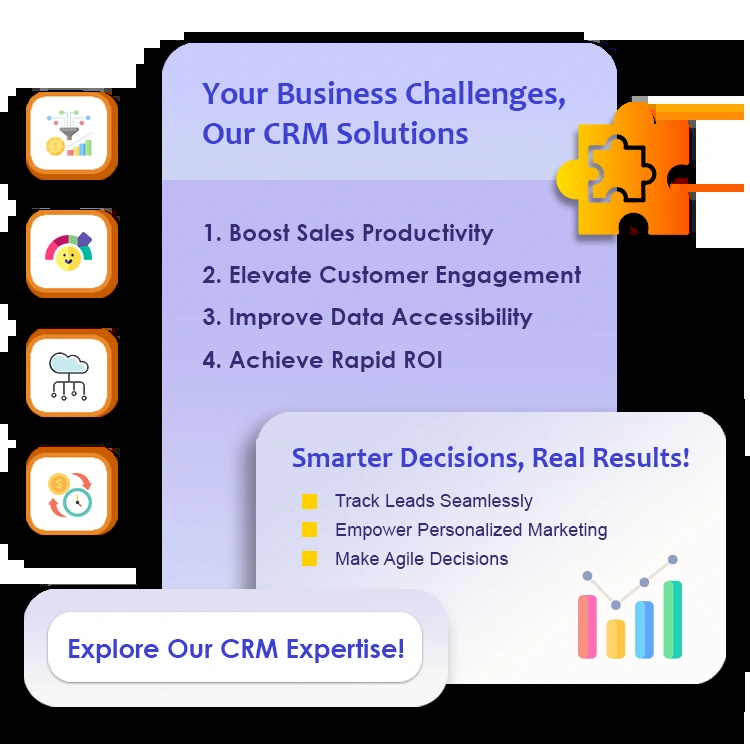 Your Business Challenges,
Our CRM Solutions
1. Boost Sales Productivity
2. Elevate Customer Engagement
3. Improve Data Accessibility
4. Achieve Rapid ROI
Smarter Decisions, Real Results!
Track Leads Seamlessly
Empower Personalized Marketing
Make Agile Decisions
Explore Our CRM Expertise!